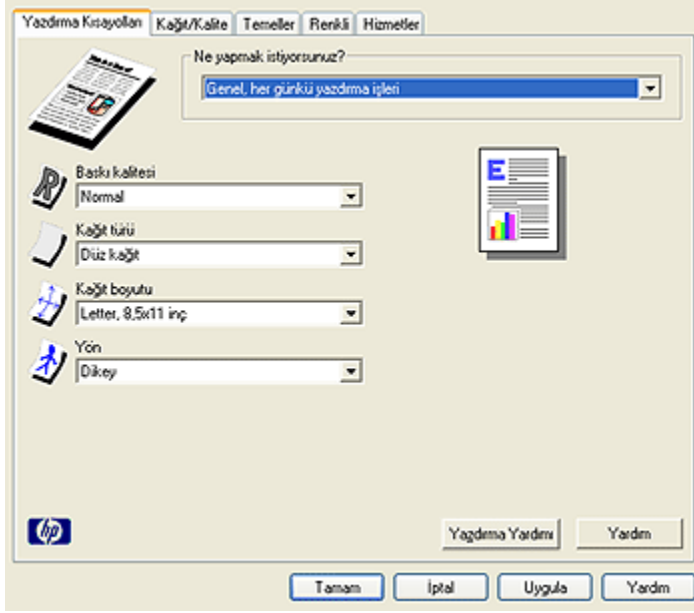 Yazdırma Kısayolları Kağıt/Kalite Temeller Renkli Hizmetler
Ne yapmak istiyorsunuz?
Genel, her günkü yazdırma işleri
Baskı kalitesi
Normal
Kağıt türü
Düz kağıt
Kağıt boyutu
Letter, 8,5x11 inç
Yön
Dikey
E
hp
Yazdırma Yardımı Yardım
Tamam İptal Uygula Yardım